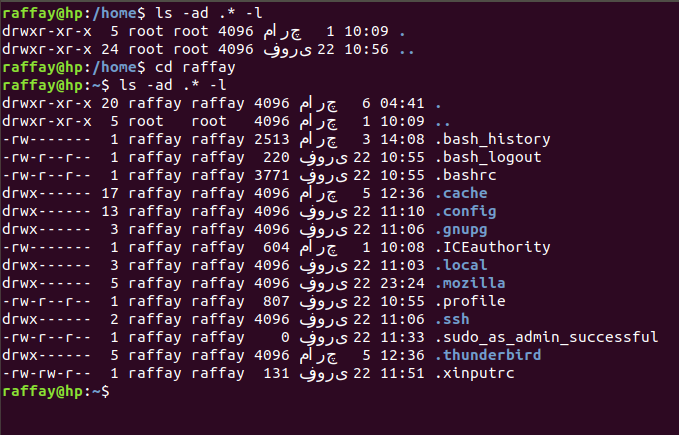 raffay@hp:/home$ ls -ad .* -l
drwxr-xr-x  5 root root 4096 مارچ  1 10:09 .
drwxr-xr-x 24 root root 4096 فروری 22 10:56 ..
raffay@hp:/home$ cd raffay
raffay@hp:~$ ls -ad .* -l
drwxr-xr-x 20 raffay raffay 4096 مارچ  6 04:41 .
drwxr-xr-x  5 root   root   4096 مارچ  1 10:09 ..
-rw-------  1 raffay raffay 2513 مارچ  3 14:08 .bash_history
-rw-r--r--  1 raffay raffay  220 فروری 22 10:55 .bash_logout
-rw-r--r--  1 raffay raffay 3771 فروری 22 10:55 .bashrc
drwx------ 17 raffay raffay 4096 مارچ  5 12:36 .cache
drwx------ 13 raffay raffay 4096 فروری 22 11:10 .config
drwx------  3 raffay raffay 4096 فروری 22 11:06 .gnupg
-rw-------  1 raffay raffay  604 مارچ  1 10:08 .ICEauthority
drwx------  3 raffay raffay 4096 فروری 22 11:03 .local
drwx------  5 raffay raffay 4096 فروری 22 23:24 .mozilla
-rw-r--r--  1 raffay raffay  807 فروری 22 10:55 .profile
drwx------  2 raffay raffay 4096 فروری 22 11:06 .ssh
-rw-r--r--  1 raffay raffay    0 فروری 22 11:33 .sudo_as_admin_successful
drwx------  5 raffay raffay 4096 مارچ  5 12:36 .thunderbird
-rw-rw-r--  1 raffay raffay  131 فروری 22 11:51 .xinputrc
raffay@hp:~$